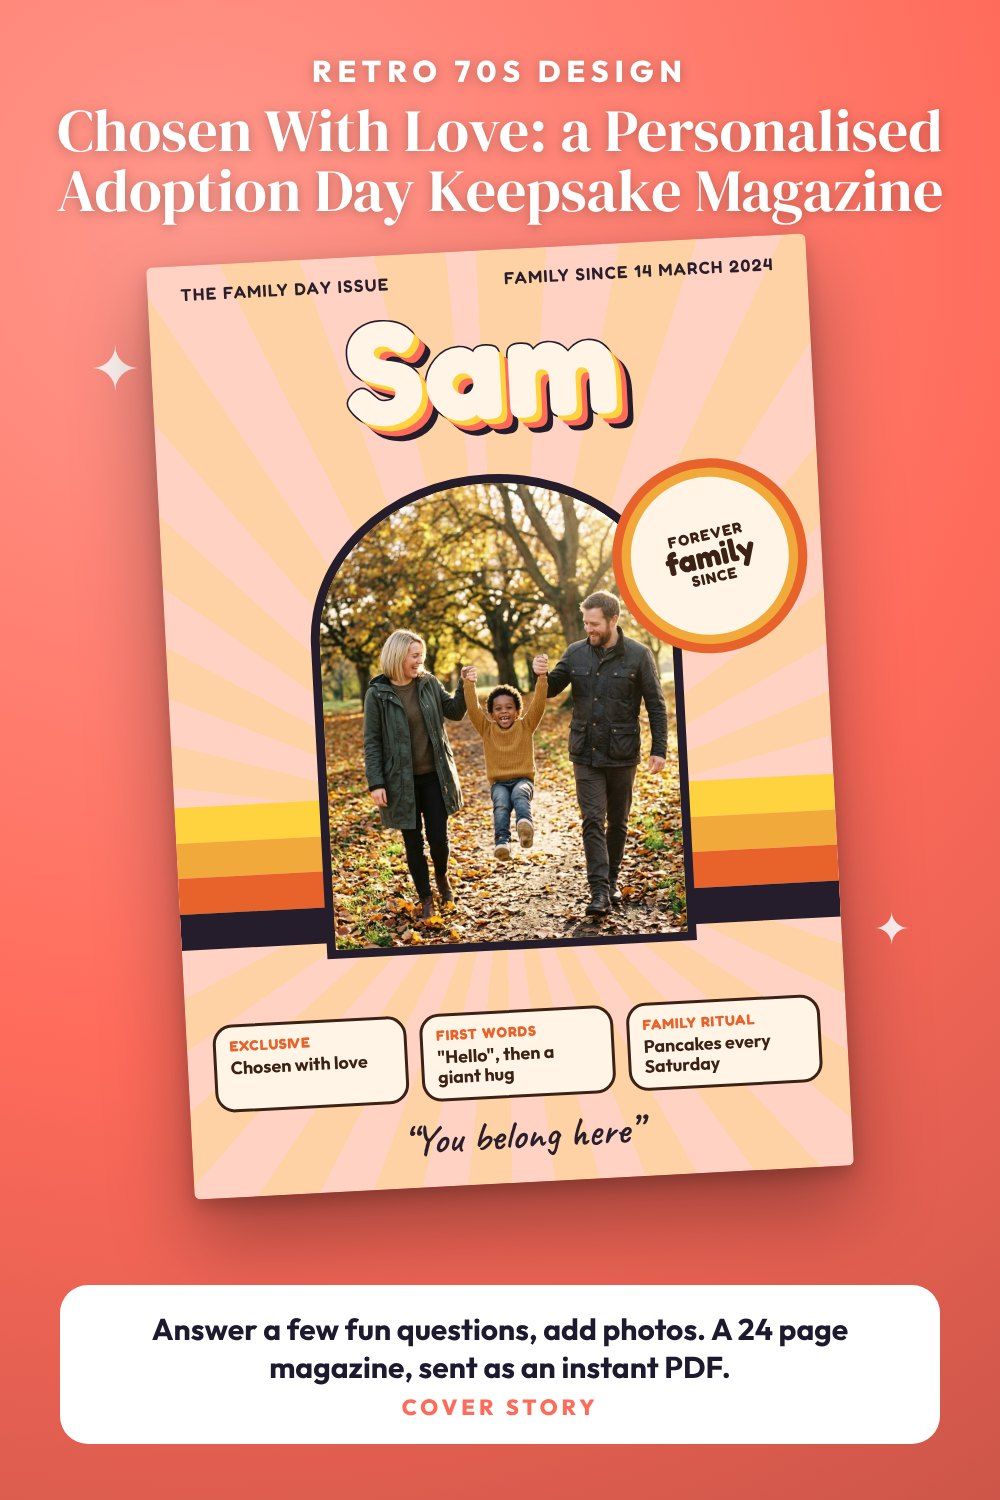 RETRO 70S DESIGN
Chosen With Love: a Personalised
Adoption Day Keepsake Magazine
THE FAMILY DAY ISSUE
FAMILY SINCE 14 MARCH 2024
Sam
FOREVER
family
SINCE
EXCLUSIVE
Chosen with love
FIRST WORDS
"Hello", then a
giant hug
FAMILY RITUAL
Pancakes every
Saturday
“You belong here”
Answer a few fun questions, add photos. A 24 page
magazine, sent as an instant PDF.
COVER STORY